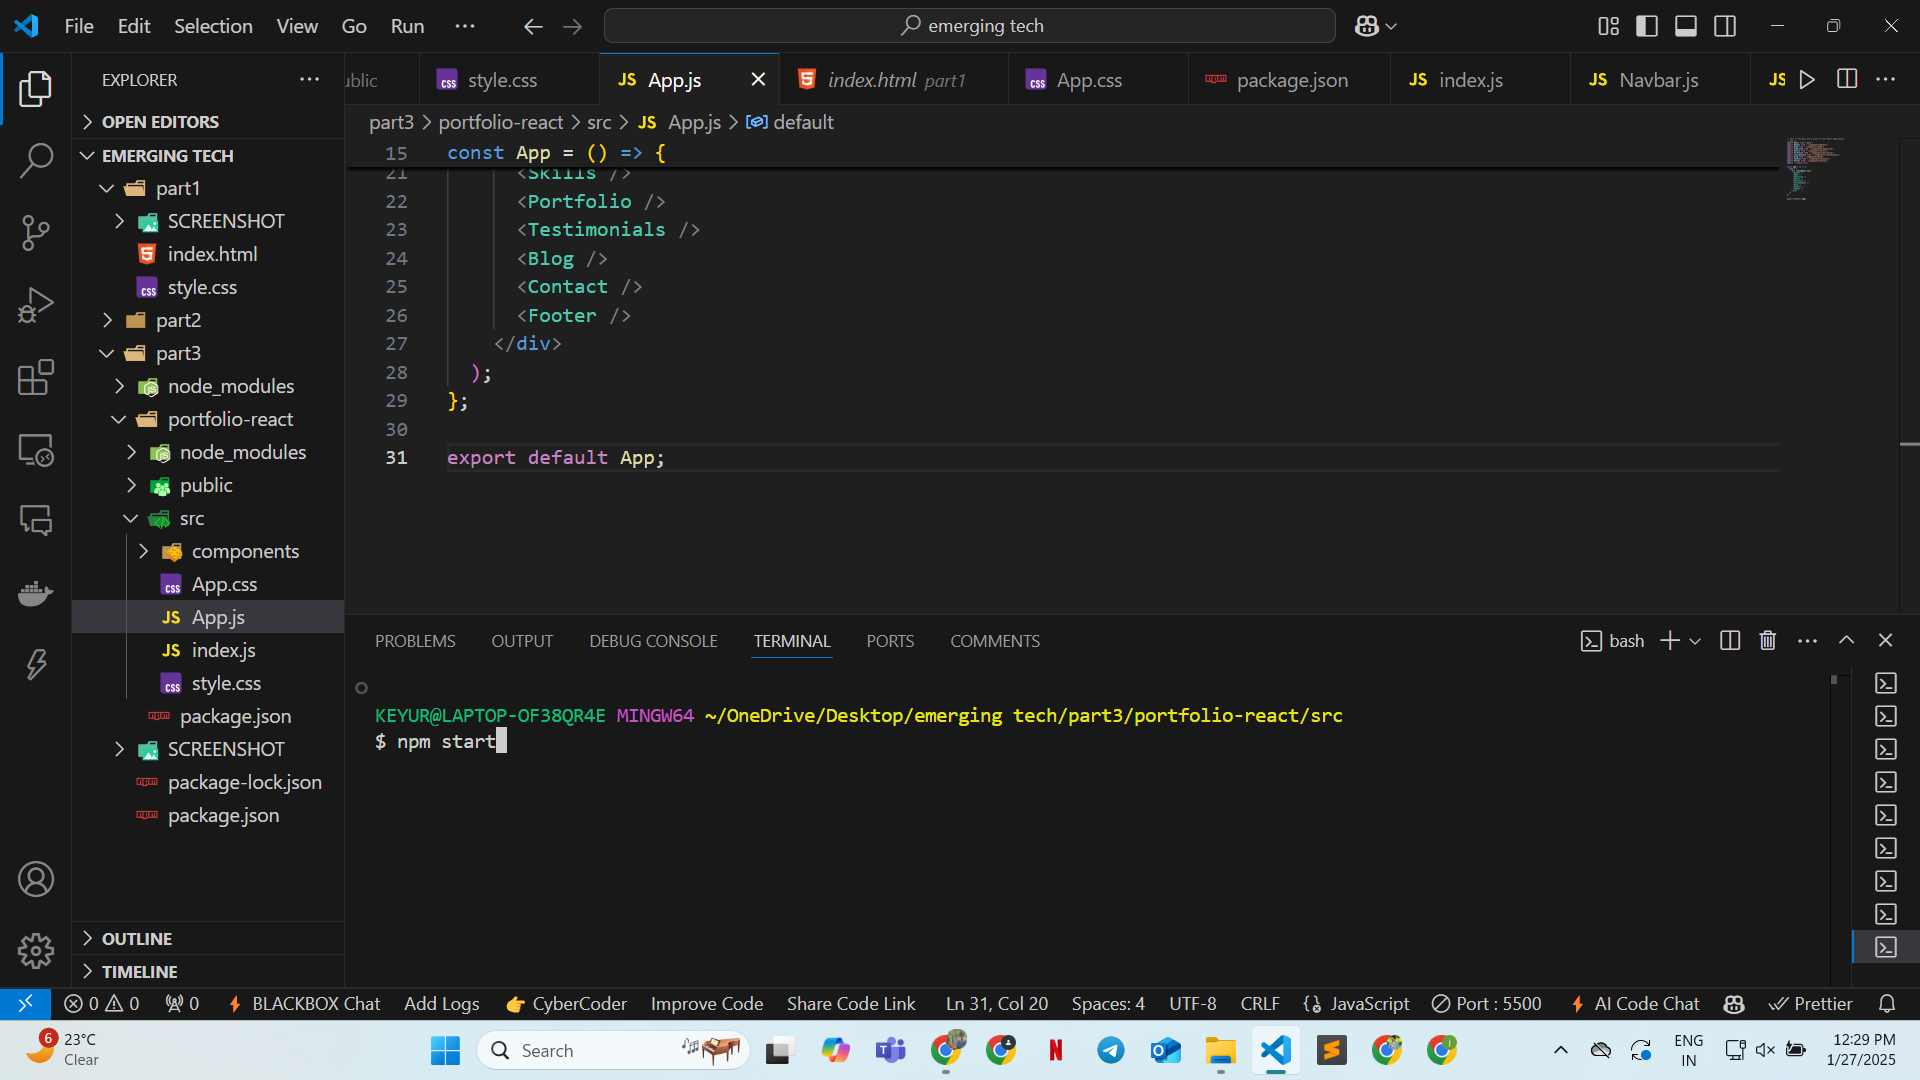 File Edit Selection View Go Run ···
emerging tech
EXPLORER
ublic
style.css
JS App.js
index.html part1
App.css
package.json
JS index.js
JS Navbar.js
JS
part3 > portfolio-react > src > JS App.js > default
OPEN EDITORS
EMERGING TECH
part1
SCREENSHOT
index.html
style.css
part2
part3
node_modules
portfolio-react
node_modules
public
src
components
App.css
JS App.js
JS index.js
style.css
package.json
SCREENSHOT
package-lock.json
package.json
OUTLINE
TIMELINE
15 const App = () => {
21 <Skills />
22 <Portfolio />
23 <Testimonials />
24 <Blog />
25 <Contact />
26 <Footer />
27 </div>
28 );
29 };
30
31 export default App;
PROBLEMS OUTPUT DEBUG CONSOLE TERMINAL PORTS COMMENTS
bash
KEYUR@LAPTOP-OF38QR4E MINGW64 ~/OneDrive/Desktop/emerging tech/part3/portfolio-react/src
$ npm start
0 0 0 BLACKBOX Chat Add Logs CyberCoder Improve Code Share Code Link Ln 31, Col 20 Spaces: 4 UTF-8 CRLF JavaScript Port : 5500 AI Code Chat Prettier
6
23°C
Clear
Search
ENG
IN
12:29 PM
1/27/2025